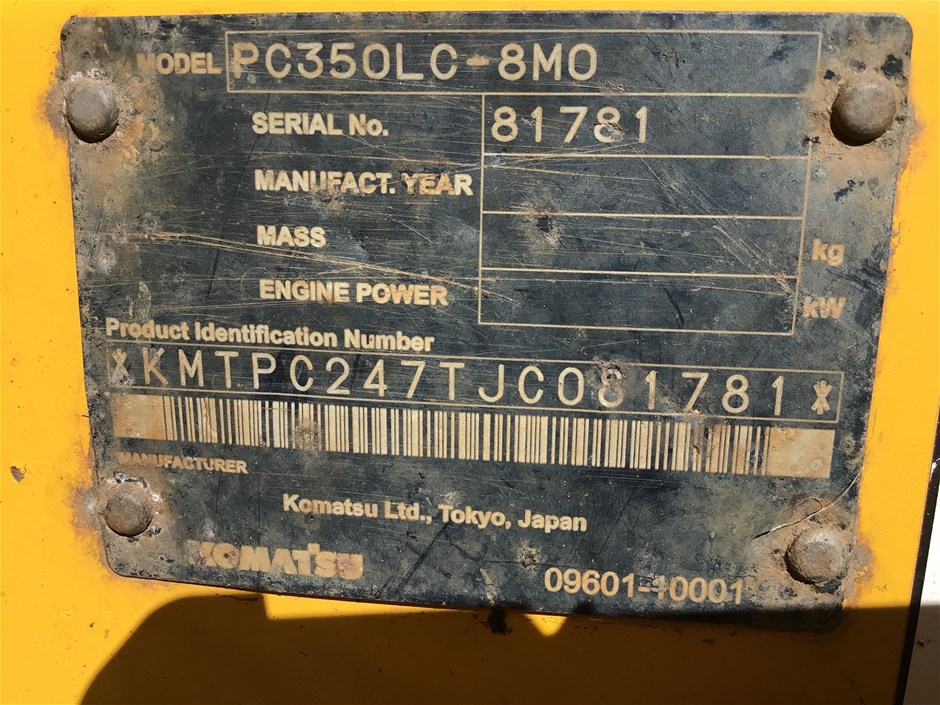 MODEL PC350LC-8M0
SERIAL No. 81781
MANUFACT. YEAR
MASS kg
ENGINE POWER kW
Product Identification Number
*KMTPC247TJC081781*
MANUFACTURER
Komatsu Ltd., Tokyo, Japan
KOMATSU
09601-10001